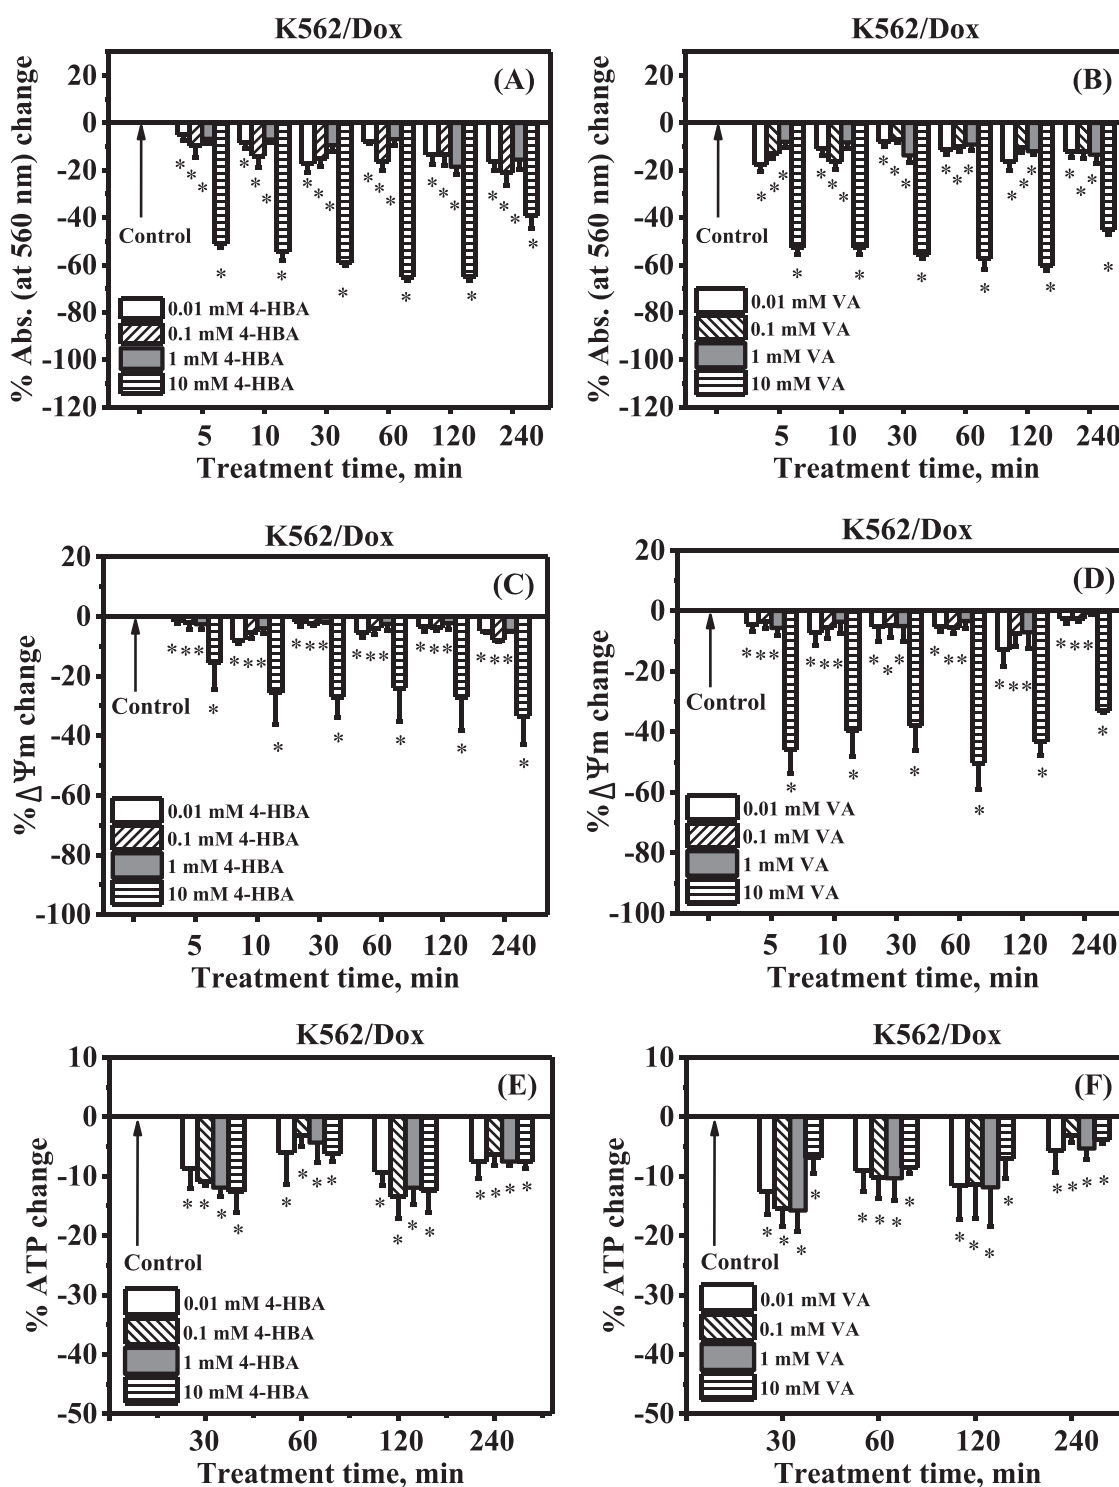 K562/Dox
(A)
% Abs. (at 560 nm) change
20
0
-20
-40
-60
-80
-100
-120
Control
* * * * * * * * * * * * * * * * * * * * * * * *
0.01 mM 4-HBA
0.1 mM 4-HBA
1 mM 4-HBA
10 mM 4-HBA
5 10 30 60 120 240
Treatment time, min
K562/Dox
(B)
% Abs. (at 560 nm) change
20
0
-20
-40
-60
-80
-100
-120
Control
* * * * * * * * * * * * * * * * * * * * * * * *
0.01 mM VA
0.1 mM VA
1 mM VA
10 mM VA
5 10 30 60 120 240
Treatment time, min
K562/Dox
(C)
% ΔΨm change
20
0
-20
-40
-60
-80
-100
Control
* * * * * * * * * * * * * * * * * * * * * * * *
0.01 mM 4-HBA
0.1 mM 4-HBA
1 mM 4-HBA
10 mM 4-HBA
5 10 30 60 120 240
Treatment time, min
K562/Dox
(D)
% ΔΨm change
20
0
-20
-40
-60
-80
-100
Control
* * * * * * * * * * * * * * * * * * * * * * * *
0.01 mM VA
0.1 mM VA
1 mM VA
10 mM VA
5 10 30 60 120 240
Treatment time, min
K562/Dox
(E)
% ATP change
10
0
-10
-20
-30
-40
-50
Control
* * * * * * * * * * * * * * * *
0.01 mM 4-HBA
0.1 mM 4-HBA
1 mM 4-HBA
10 mM 4-HBA
30 60 120 240
Treatment time, min
K562/Dox
(F)
% ATP change
10
0
-10
-20
-30
-40
-50
Control
* * * * * * * * * * * * * * * *
0.01 mM VA
0.1 mM VA
1 mM VA
10 mM VA
30 60 120 240
Treatment time, min